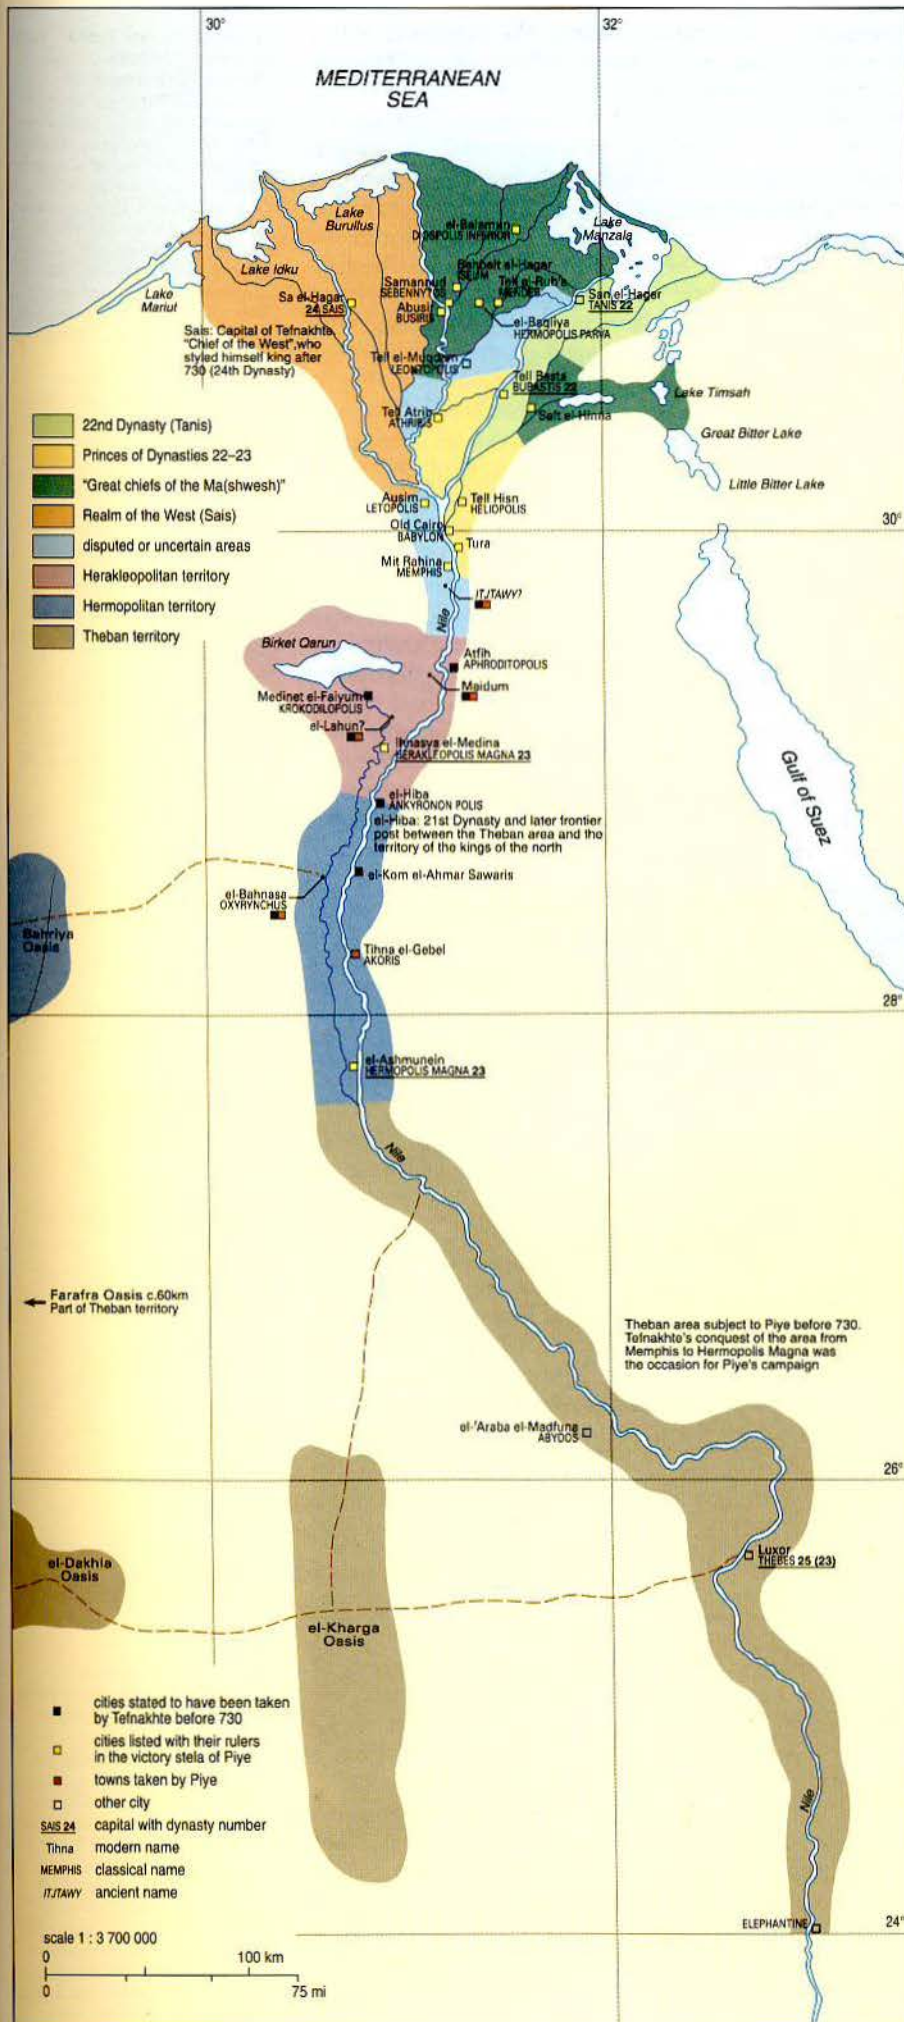 30°
32°
MEDITERRANEAN
SEA
Lake
Burullus
el-Balamun
DIOSPOLIS INFERIOR
Lake
Manzala
Lake Idku
Behbeit el-Hagar
ISEUM
Lake
Mariut
Sa el-Hagar
24 SAIS
Samannud
SEBENNYTOS
Tell el-Rub'a
MENDES
San el-Hagar
TANIS 22
Abusir
BUSIRIS
el-Baqliya
HERMOPOLIS PARVA
Sais: Capital of Tefnakhte,
"Chief of the West", who
styled himself king after
730 (24th Dynasty)
Tell el-Muqdam
LEONTOPOLIS
Tell Basta
BUBASTIS 22
Lake Timsah
Tell Atrib
ATHRIBIS
Saft el-Hinna
Great Bitter Lake
Little Bitter Lake
22nd Dynasty (Tanis)
Princes of Dynasties 22–23
"Great chiefs of the Ma(shwesh)"
Realm of the West (Sais)
disputed or uncertain areas
Herakleopolitan territory
Hermopolitan territory
Theban territory
Ausim
LETOPOLIS
Tell Hisn
HELIOPOLIS
30°
Old Cairo
BABYLON
Tura
Mit Rahina
MEMPHIS
ITJTAWY?
Nile
Birket Qarun
Atfih
APHRODITOPOLIS
Maidum
Medinet el-Faiyum
KROKODILOPOLIS
el-Lahun?
Ihnasya el-Medina
HERAKLEOPOLIS MAGNA 23
Gulf of Suez
el-Hiba
ANKYRONON POLIS
el-Hiba: 21st Dynasty and later frontier
post between the Theban area and the
territory of the kings of the north
el-Kom el-Ahmar Sawaris
el-Bahnasa
OXYRYNCHUS
Bahriya
Oasis
Tihna el-Gebel
AKORIS
28°
el-Ashmunein
HERMOPOLIS MAGNA 23
Nile
Farafra Oasis c.60km
Part of Theban territory
Theban area subject to Piye before 730.
Tefnakhte's conquest of the area from
Memphis to Hermopolis Magna was
the occasion for Piye's campaign
el-'Araba el-Madfuna
ABYDOS
26°
el-Dakhla
Oasis
Luxor
THEBES 25 (23)
el-Kharga
Oasis
cities stated to have been taken
by Tefnakhte before 730
cities listed with their rulers
in the victory stela of Piye
towns taken by Piye
other city
SAIS 24 capital with dynasty number
Tihna modern name
MEMPHIS classical name
ITJTAWY ancient name
Nile
ELEPHANTINE
24°
scale 1 : 3 700 000
0 100 km
0 75 mi